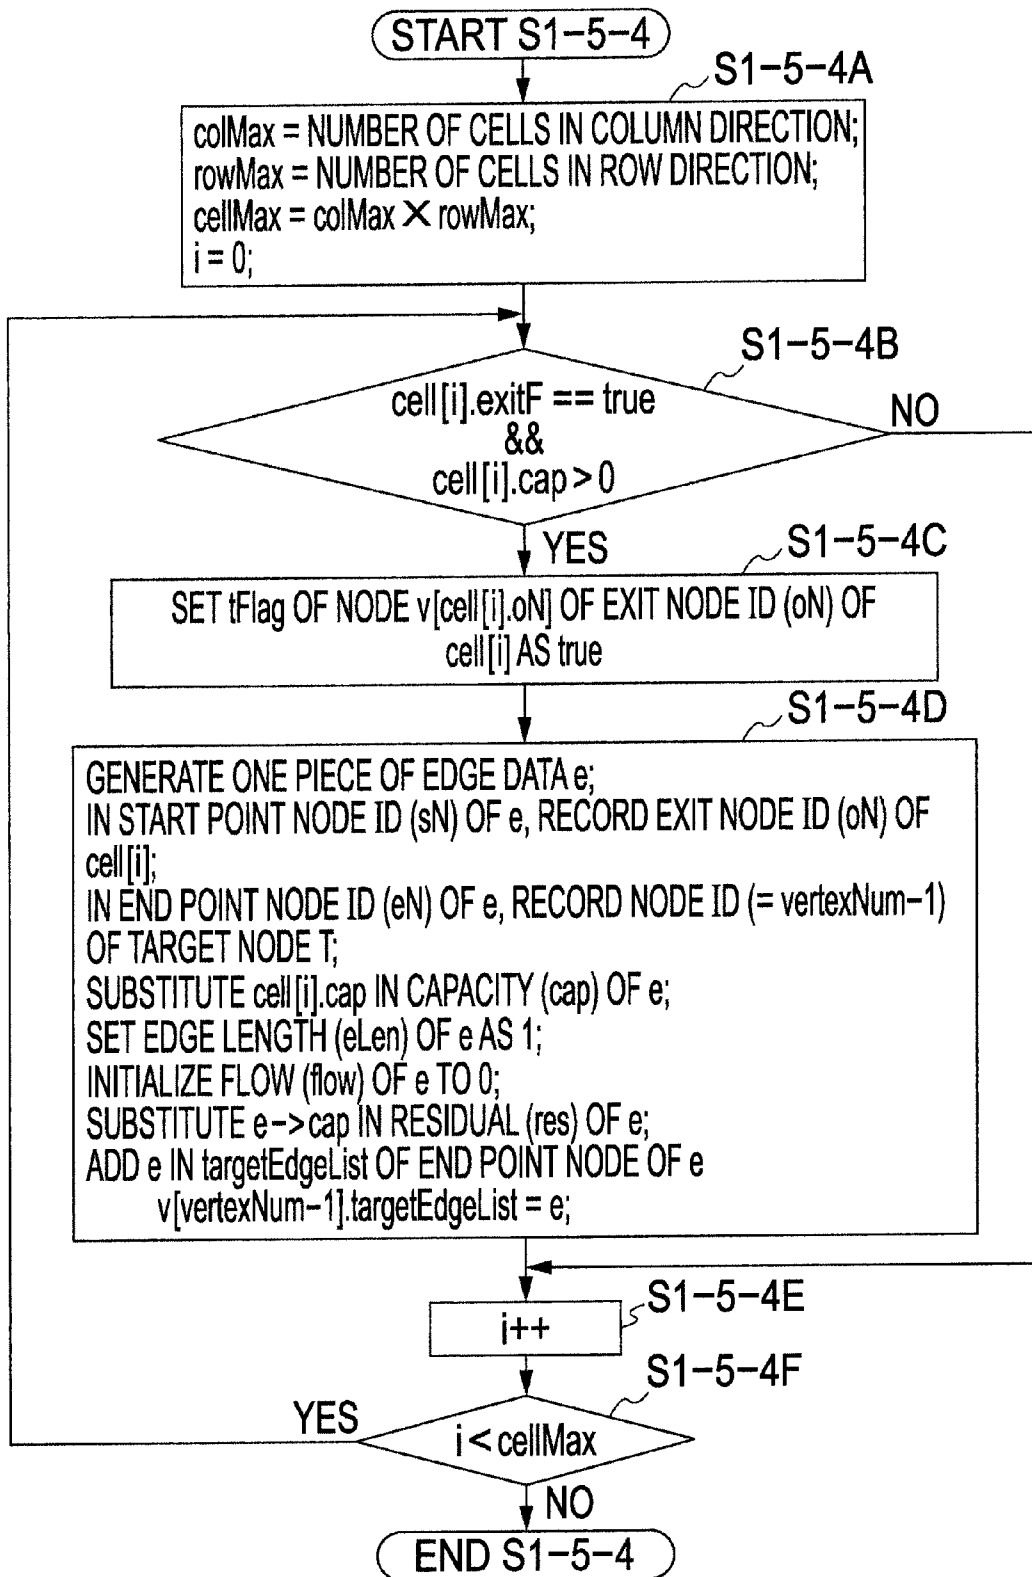 START S1-5-4
S1-5-4A
colMax = NUMBER OF CELLS IN COLUMN DIRECTION;
rowMax = NUMBER OF CELLS IN ROW DIRECTION;
cellMax = colMax X rowMax;
i = 0;
S1-5-4B
cell[i].exitF == true
&&
cell[i].cap > 0
NO
YES
S1-5-4C
SET tFlag OF NODE v[cell[i].oN] OF EXIT NODE ID (oN) OF
cell[i] AS true
S1-5-4D
GENERATE ONE PIECE OF EDGE DATA e;
IN START POINT NODE ID (sN) OF e, RECORD EXIT NODE ID (oN) OF
cell[i];
IN END POINT NODE ID (eN) OF e, RECORD NODE ID (= vertexNum-1)
OF TARGET NODE T;
SUBSTITUTE cell[i].cap IN CAPACITY (cap) OF e;
SET EDGE LENGTH (eLen) OF e AS 1;
INITIALIZE FLOW (flow) OF e TO 0;
SUBSTITUTE e->cap IN RESIDUAL (res) OF e;
ADD e IN targetEdgeList OF END POINT NODE OF e
v[vertexNum-1].targetEdgeList = e;
S1-5-4E
i++
S1-5-4F
YES
i < cellMax
NO
END S1-5-4